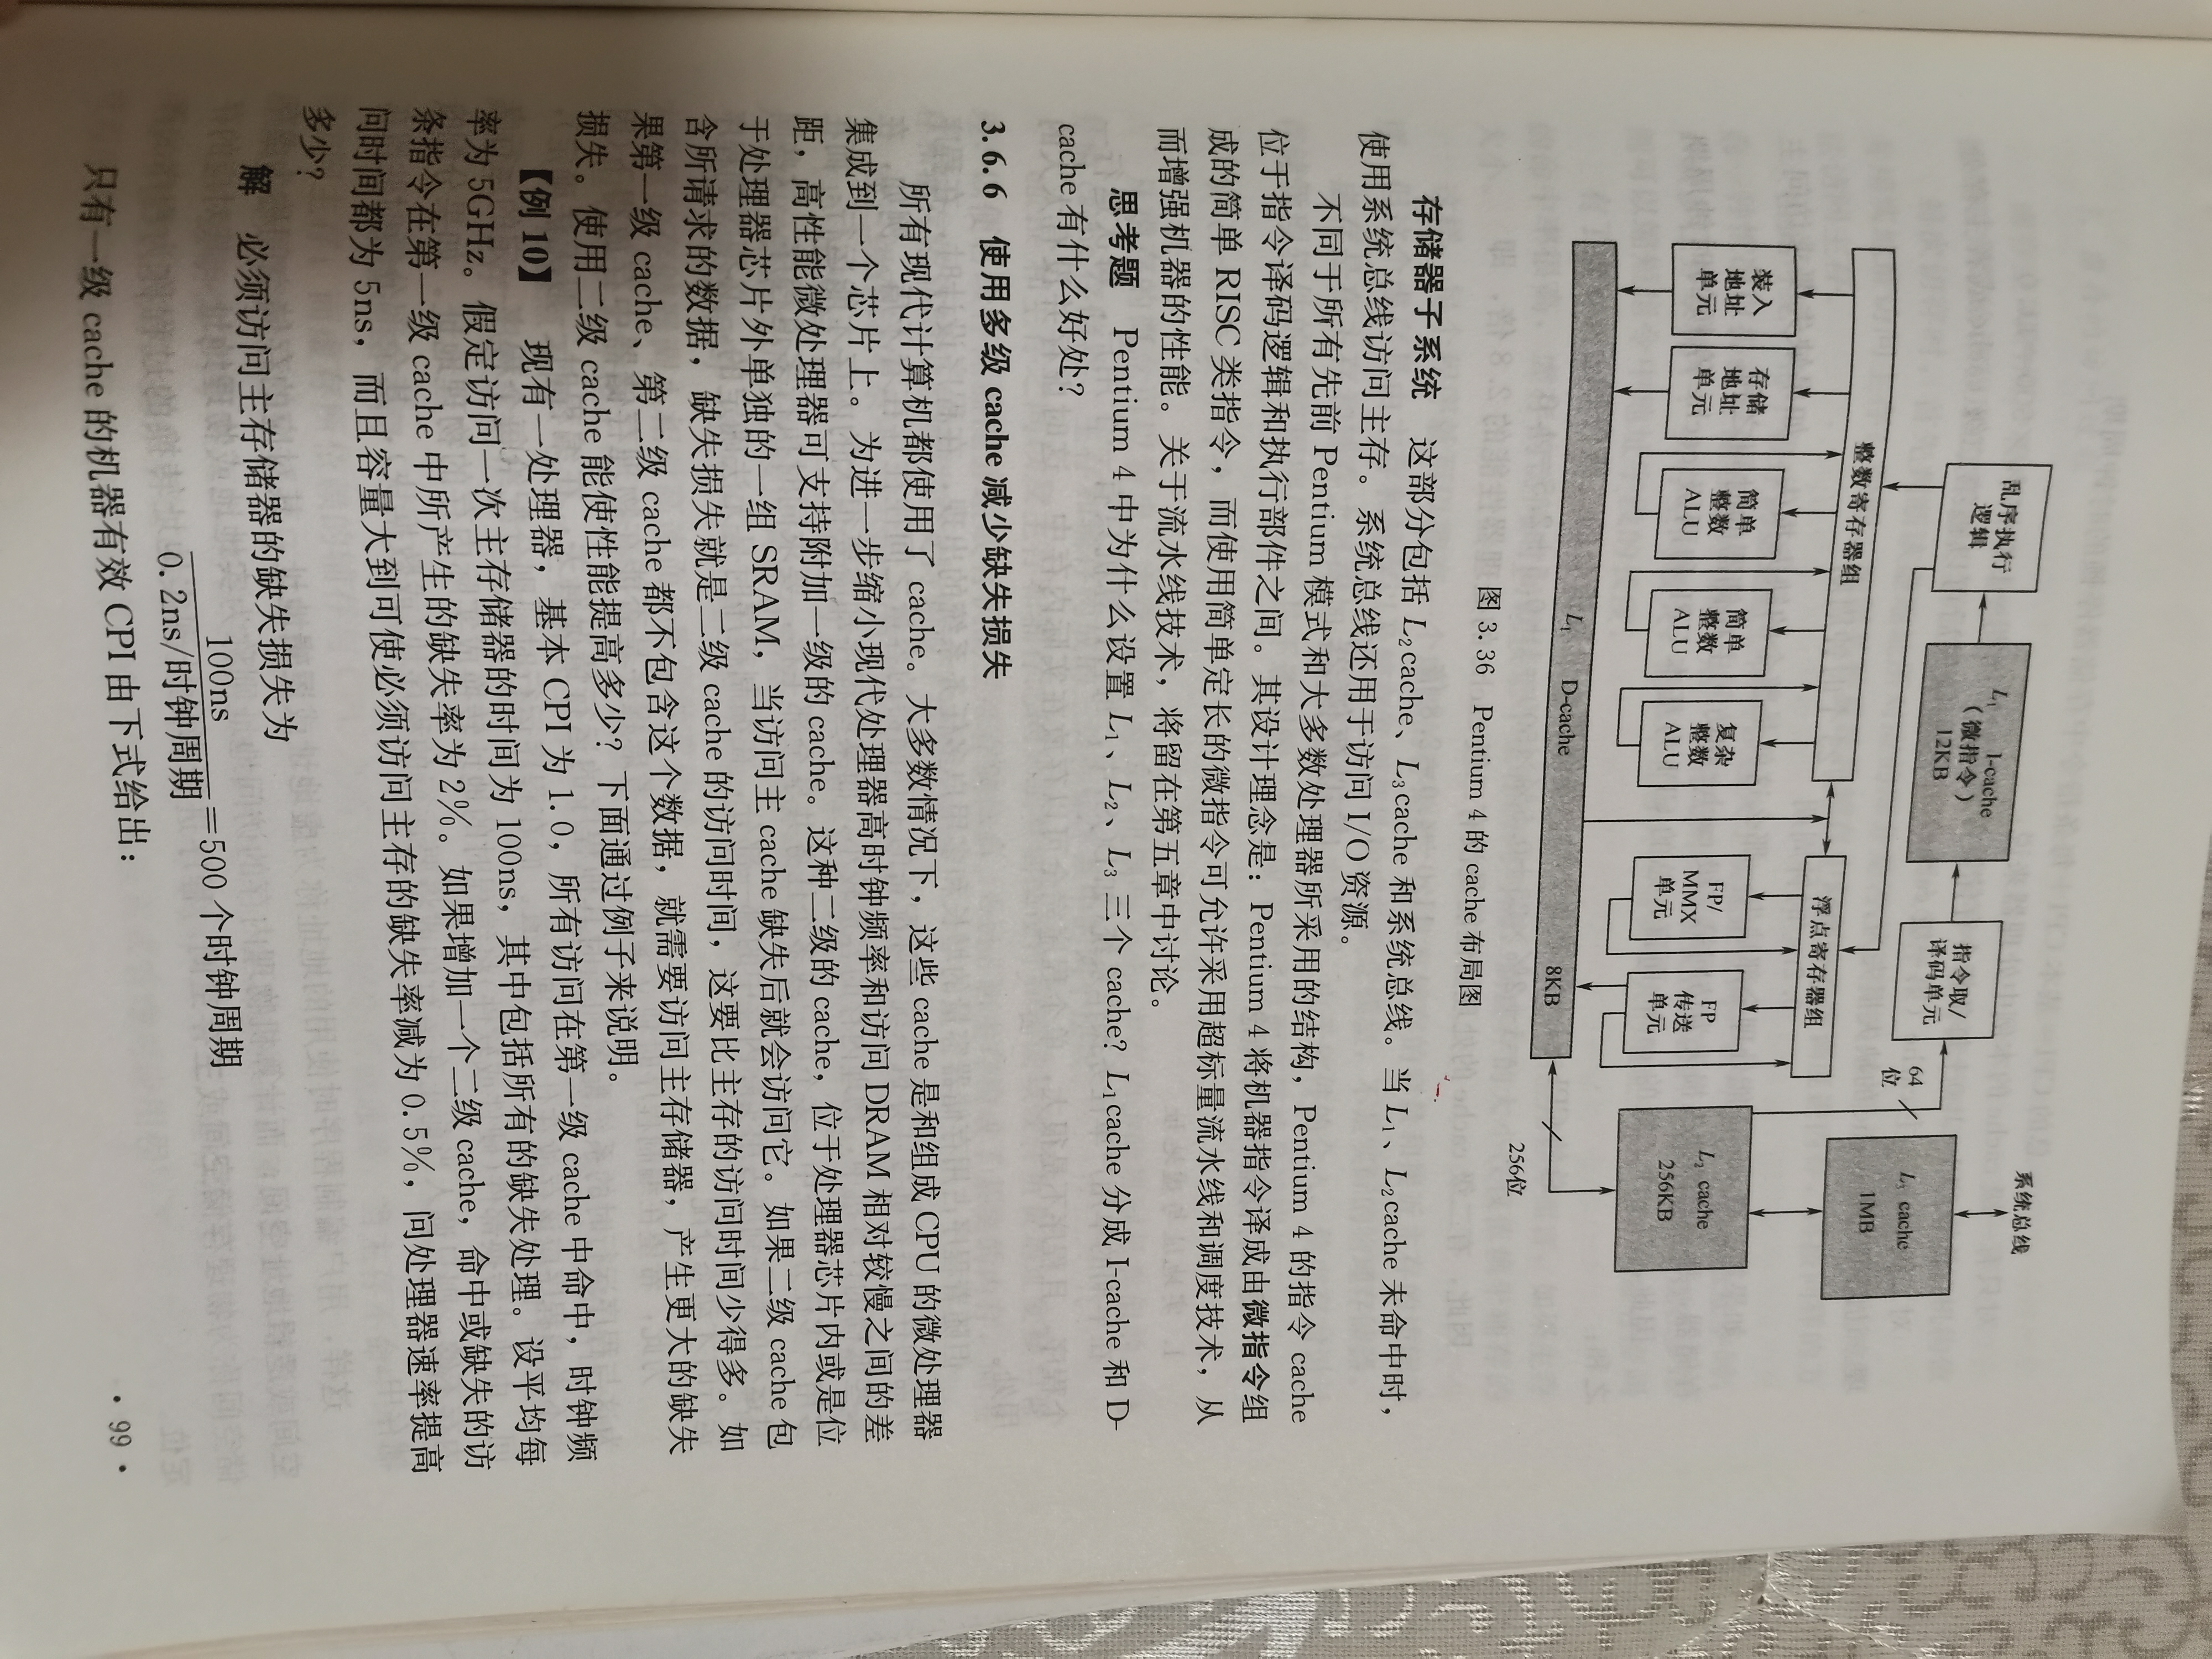 系统总线
乱序执行
逻辑
L₁ I-cache
（微指令）
12KB
指令取/
译码单元
64
位
L₃ cache
1MB
整数寄存器组
浮点寄存器组
装入
地址
单元
存储
地址
单元
简单
整数
ALU
简单
整数
ALU
复杂
整数
ALU
FP/
MMX
单元
FP
传送
单元
L₂ cache
256KB
L₁ D-cache 8KB
256位
图 3.36 Pentium 4 的 cache 布局图
存储器子系统 这部分包括 L₂cache、L₃cache 和系统总线。当 L₁、L₂cache 未命中时，
使用系统总线访问主存。系统总线还用于访问 I/O 资源。
不同于所有先前 Pentium 模式和大多数处理器所采用的结构，Pentium 4 的指令 cache
位于指令译码逻辑和执行部件之间。其设计理念是：Pentium 4 将机器指令译成由微指令组
成的简单 RISC 类指令，而使用简单定长的微指令可允许采用超标量流水线和调度技术，从
而增强机器的性能。关于流水线技术，将留在第五章中讨论。
思考题 Pentium 4 中为什么设置 L₁、L₂、L₃ 三个 cache? L₁cache 分成 I-cache 和 D-
cache 有什么好处?
3.6.6 使用多级 cache 减少缺失损失
所有现代计算机都使用了 cache。大多数情况下，这些 cache 是和组成 CPU 的微处理器
集成到一个芯片上。为进一步缩小现代处理器高时钟频率和访问 DRAM 相对较慢之间的差
距，高性能微处理器可支持附加一级的 cache。这种二级的 cache，位于处理器芯片内或是位
于处理器芯片外单独的一组 SRAM，当访问主 cache 缺失后就会访问它。如果二级 cache 包
含所请求的数据，缺失损失就是二级 cache 的访问时间，这要比主存的访问时间少得多。如
果第一级 cache、第二级 cache 都不包含这个数据，就需要访问主存储器，产生更大的缺失
损失。使用二级 cache 能使性能提高多少? 下面通过例子来说明。
【例 10】 现有一处理器，基本 CPI 为 1.0，所有访问在第一级 cache 中命中，时钟频
率为 5GHz。假定访问一次主存储器的时间为 100ns，其中包括所有的缺失处理。设平均每
条指令在第一级 cache 中所产生的缺失率为 2%。如果增加一个二级 cache，命中或缺失的访
问时间都为 5ns，而且容量大到可使必须访问主存的缺失率减为 0.5%，问处理器速率提高
多少?
解 必须访问主存储器的缺失损失为
100ns
0.2ns/时钟周期 =500 个时钟周期
只有一级 cache 的机器有效 CPI 由下式给出：
· 99 ·